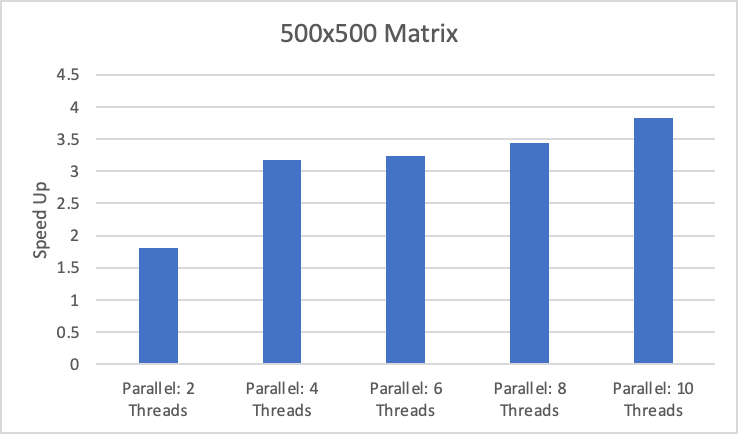 500x500 Matrix
4.5
4
3.5
3
2.5
2
1.5
1
0.5
0
Speed Up
Parallel: 2
Threads
Parallel: 4
Threads
Parallel: 6
Threads
Parallel: 8
Threads
Parallel: 10
Threads